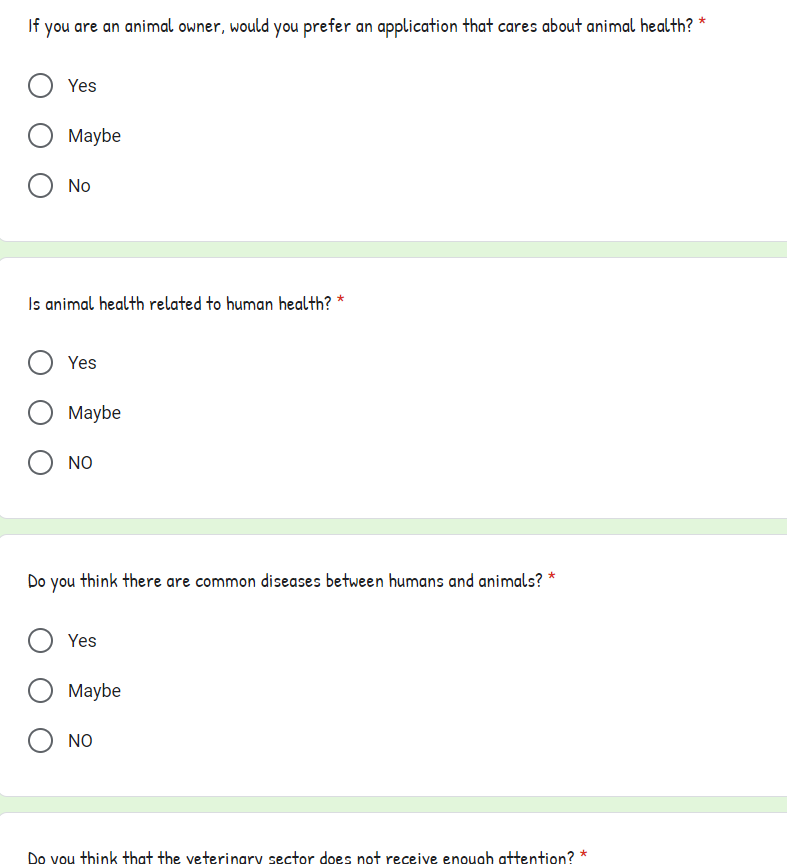 If you are an animal owner, would you prefer an application that cares about animal health? *
Yes
Maybe
No
Is animal health related to human health? *
Yes
Maybe
NO
Do you think there are common diseases between humans and animals? *
Yes
Maybe
NO
Do you think that the veterinary sector does not receive enough attention? *